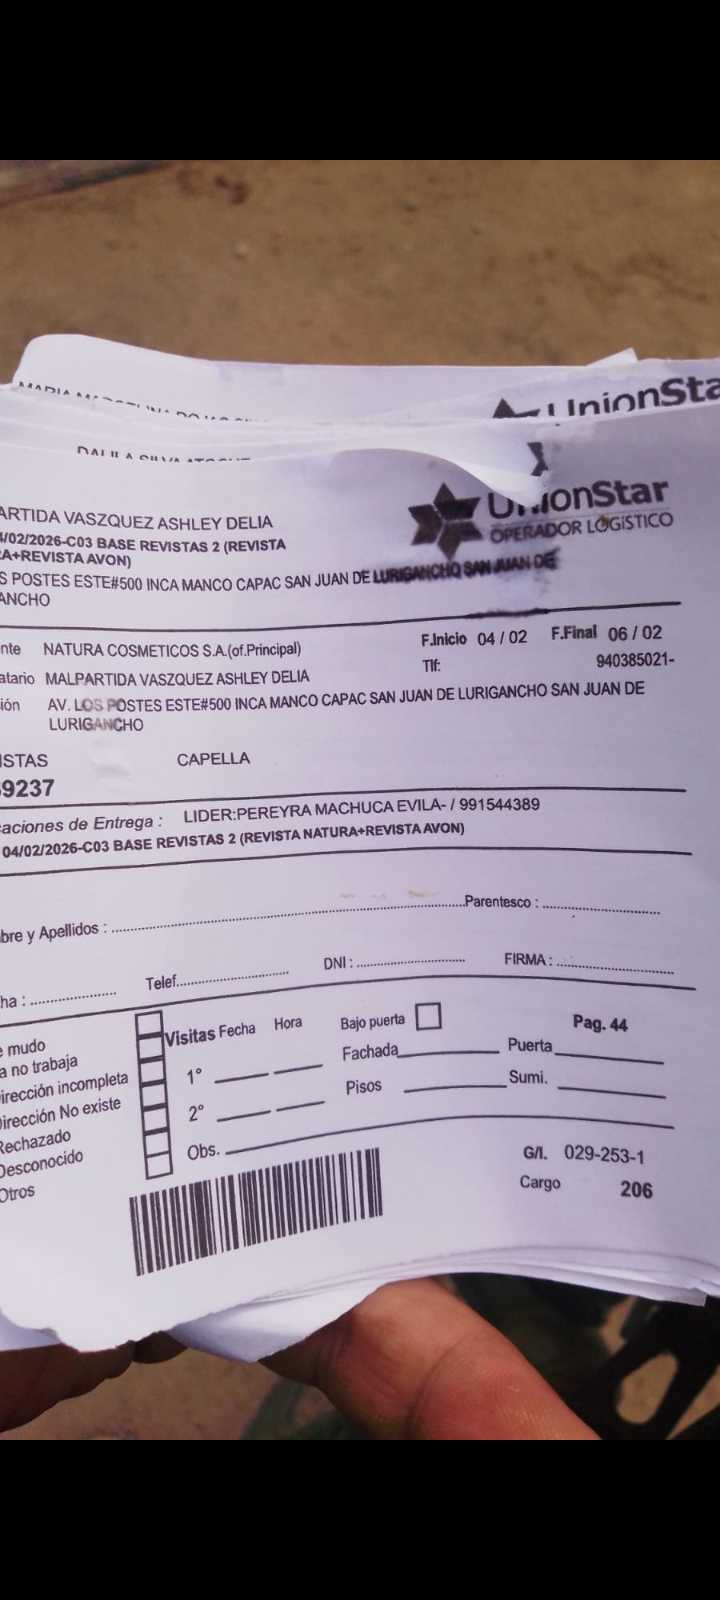 UnionSta
UnionStar
OPERADOR LOGÍSTICO
ARTIDA VASZQUEZ ASHLEY DELIA
4/02/2026-C03 BASE REVISTAS 2 (REVISTA
RA+REVISTA AVON)
S POSTES ESTE#500 INCA MANCO CAPAC SAN JUAN DE LURIGANCHO SAN JUAN DE
ANCHO
nte NATURA COSMETICOS S.A.(of.Principal) F.Inicio 04 / 02 F.Final 06 / 02
atario MALPARTIDA VASZQUEZ ASHLEY DELIA Tlf: 940385021-
ión AV. LOS POSTES ESTE#500 INCA MANCO CAPAC SAN JUAN DE LURIGANCHO SAN JUAN DE
LURIGANCHO
ISTAS CAPELLA
9237
caciones de Entrega : LIDER:PEREYRA MACHUCA EVILA- / 991544389
04/02/2026-C03 BASE REVISTAS 2 (REVISTA NATURA+REVISTA AVON)
bre y Apellidos : Parentesco :
ha : Telef. DNI : FIRMA :
e mudo Visitas Fecha Hora Bajo puerta Pag. 44
a no trabaja 1° Fachada Puerta
irección incompleta Pisos Sumi.
Dirección No existe 2°
Rechazado Obs.
Desconocido G/I. 029-253-1
Otros Cargo 206